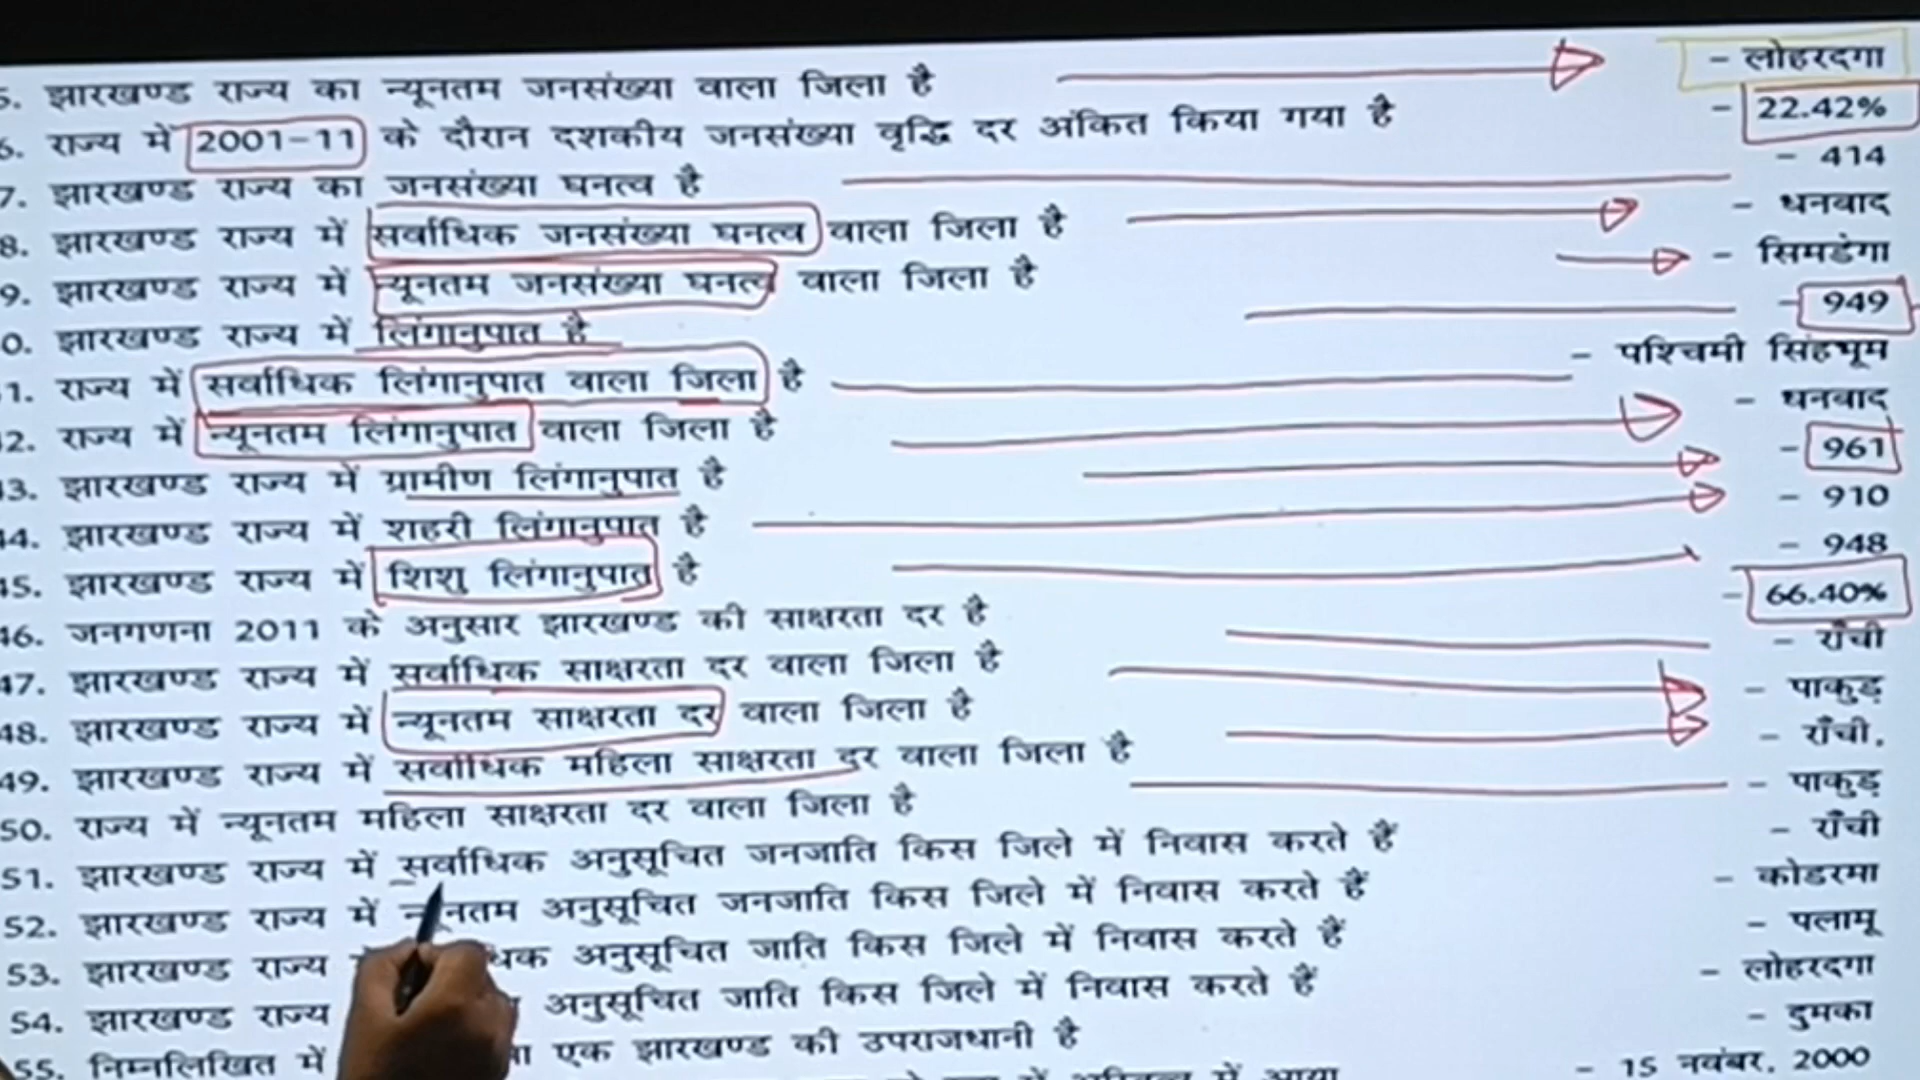 5. झारखण्ड राज्य का न्यूनतम जनसंख्या वाला जिला है – लोहरदगा
6. राज्य में 2001-11 के दौरान दशकीय जनसंख्या वृद्धि दर अंकित किया गया है – 22.42%
7. झारखण्ड राज्य का जनसंख्या घनत्व है – 414
8. झारखण्ड राज्य में सर्वाधिक जनसंख्या घनत्व वाला जिला है – धनबाद
9. झारखण्ड राज्य में न्यूनतम जनसंख्या घनत्व वाला जिला है – सिमडेगा
0. झारखण्ड राज्य में लिंगानुपात है – 949
1. राज्य में सर्वाधिक लिंगानुपात वाला जिला है – पश्चिमी सिंहभूम
42. राज्य में न्यूनतम लिंगानुपात वाला जिला है – धनबाद
43. झारखण्ड राज्य में ग्रामीण लिंगानुपात है – 961
44. झारखण्ड राज्य में शहरी लिंगानुपात है – 910
45. झारखण्ड राज्य में शिशु लिंगानुपात है – 948
46. जनगणना 2011 के अनुसार झारखण्ड की साक्षरता दर है – 66.40%
47. झारखण्ड राज्य में सर्वाधिक साक्षरता दर वाला जिला है – राँची
48. झारखण्ड राज्य में न्यूनतम साक्षरता दर वाला जिला है – पाकुड़
49. झारखण्ड राज्य में सर्वाधिक महिला साक्षरता दर वाला जिला है – राँची.
50. राज्य में न्यूनतम महिला साक्षरता दर वाला जिला है – पाकुड़
51. झारखण्ड राज्य में सर्वाधिक अनुसूचित जनजाति किस जिले में निवास करते हैं – राँची
52. झारखण्ड राज्य में न्यूनतम अनुसूचित जनजाति किस जिले में निवास करते हैं – कोडरमा
53. झारखण्ड राज्य अनुसूचित जाति किस जिले में निवास करते हैं – पलामू
54. झारखण्ड राज्य अनुसूचित जाति किस जिले में निवास करते हैं – लोहरदगा
55. निम्नलिखित में एक झारखण्ड की उपराजधानी है – दुमका
में आया – 15 नवंबर, 2000